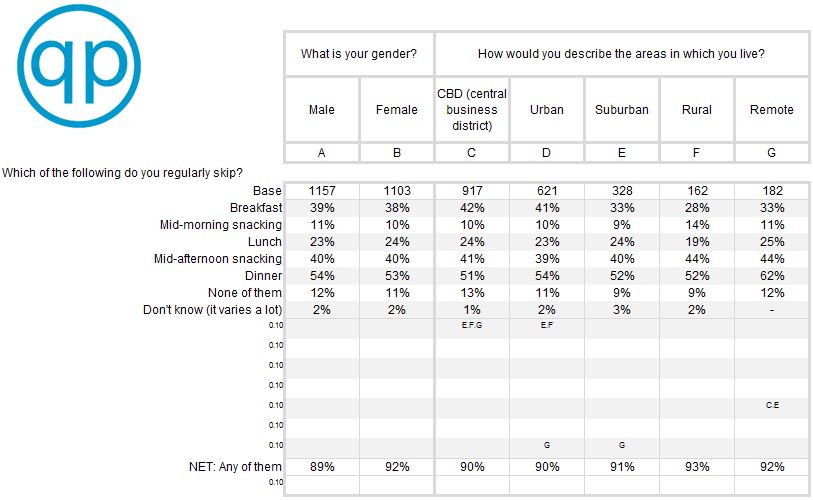 qp
What is your gender? How would you describe the areas in which you live?
Male Female CBD (central business district) Urban Suburban Rural Remote
A B C D E F G
Which of the following do you regularly skip?
Base 1157 1103 917 621 328 162 182
Breakfast 39% 38% 42% 41% 33% 28% 33%
Mid-morning snacking 11% 10% 10% 10% 9% 14% 11%
Lunch 23% 24% 24% 23% 24% 19% 25%
Mid-afternoon snacking 40% 40% 41% 39% 40% 44% 44%
Dinner 54% 53% 51% 54% 52% 52% 62%
None of them 12% 11% 13% 11% 9% 9% 12%
Don't know (it varies a lot) 2% 2% 1% 2% 3% 2% -
0.10 E.F.G E.F
0.10
0.10
0.10
0.10 C.E
0.10
0.10 G G
NET: Any of them 89% 92% 90% 90% 91% 93% 92%
0.10